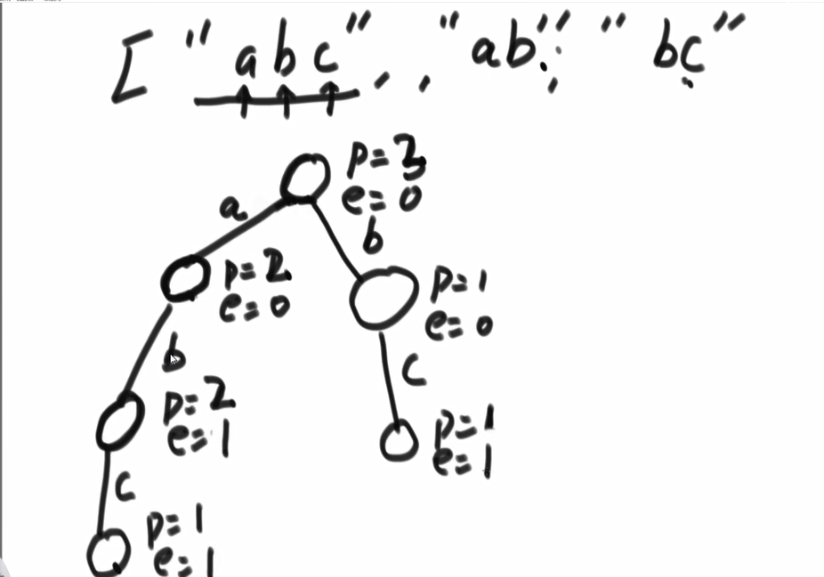 ["abc", , "ab"; "bc"
p=3
e=0
a
b
p=2
e=0
p=1
e=0
b
c
p=2
e=1
p=1
e=1
c
p=1
e=1